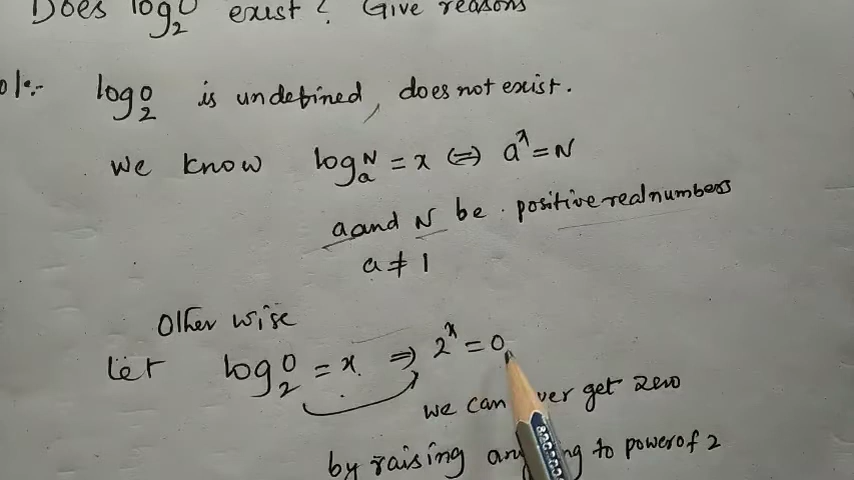 Does log₂0 exist? Give reasons
Sol:- log₂0 is undefined, does not exist.
We know logₐN = x ⇔ aˣ = N
a and N be positive real numbers
a ≠ 1
Other wise
Let log₂0 = x ⇒ 2ˣ = 0
we can get zero
by raising to power of 2